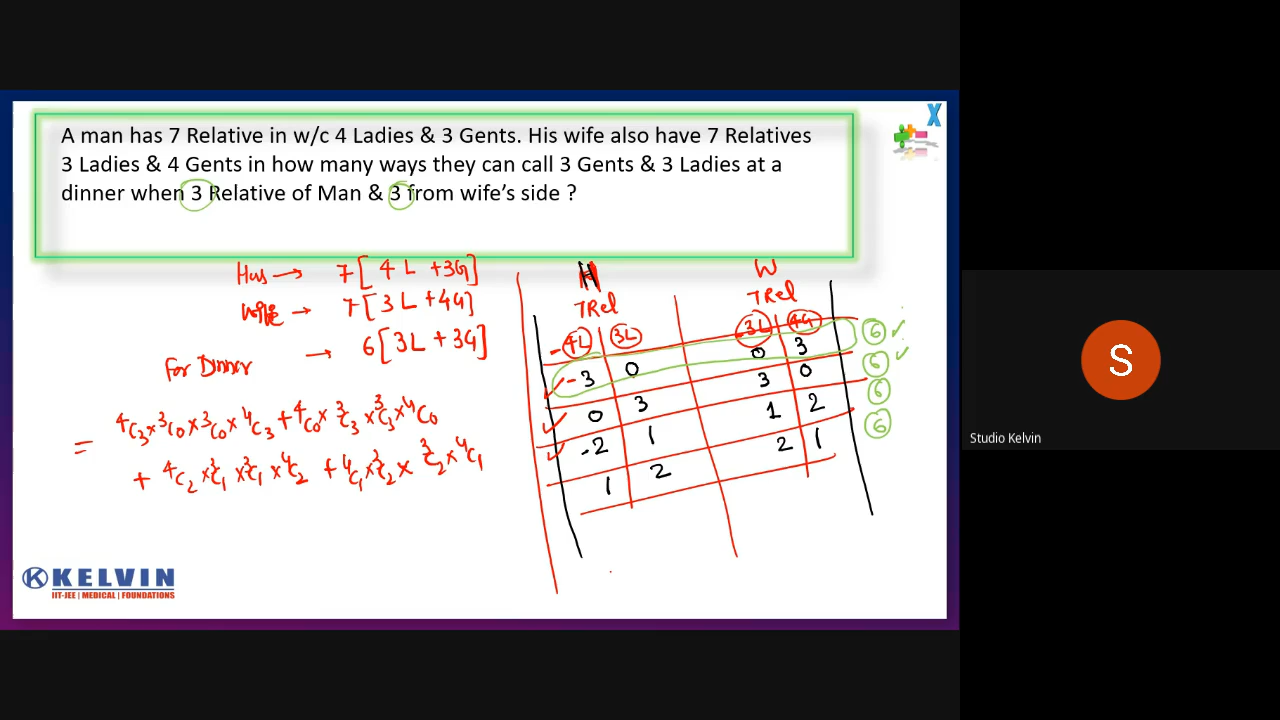 A man has 7 Relative in w/c 4 Ladies & 3 Gents. His wife also have 7 Relatives
3 Ladies & 4 Gents in how many ways they can call 3 Gents & 3 Ladies at a
dinner when 3 Relative of Man & 3 from wife's side ?
X
Hus → 7[4L + 3G]
Wife → 7[3L + 4G]
For Dinner → 6[3L + 3G]
= ⁴C₃ × ³C₀ × ³C₀ × ⁴C₃ + ⁴C₀ × ³C₃ × ³C₃ × ⁴C₀
+ ⁴C₂ × ³C₁ × ³C₁ × ⁴C₂ + ⁴C₁ × ³C₂ × ³C₂ × ⁴C₁
H W
7Rel 7Rel
4L 3L 3L 4G
3 0 0 3 6 ✓
0 3 3 0 6 ✓
2 1 1 2 6
1 2 2 1 6
KELVIN
IIT-JEE | MEDICAL | FOUNDATIONS
S
Studio Kelvin